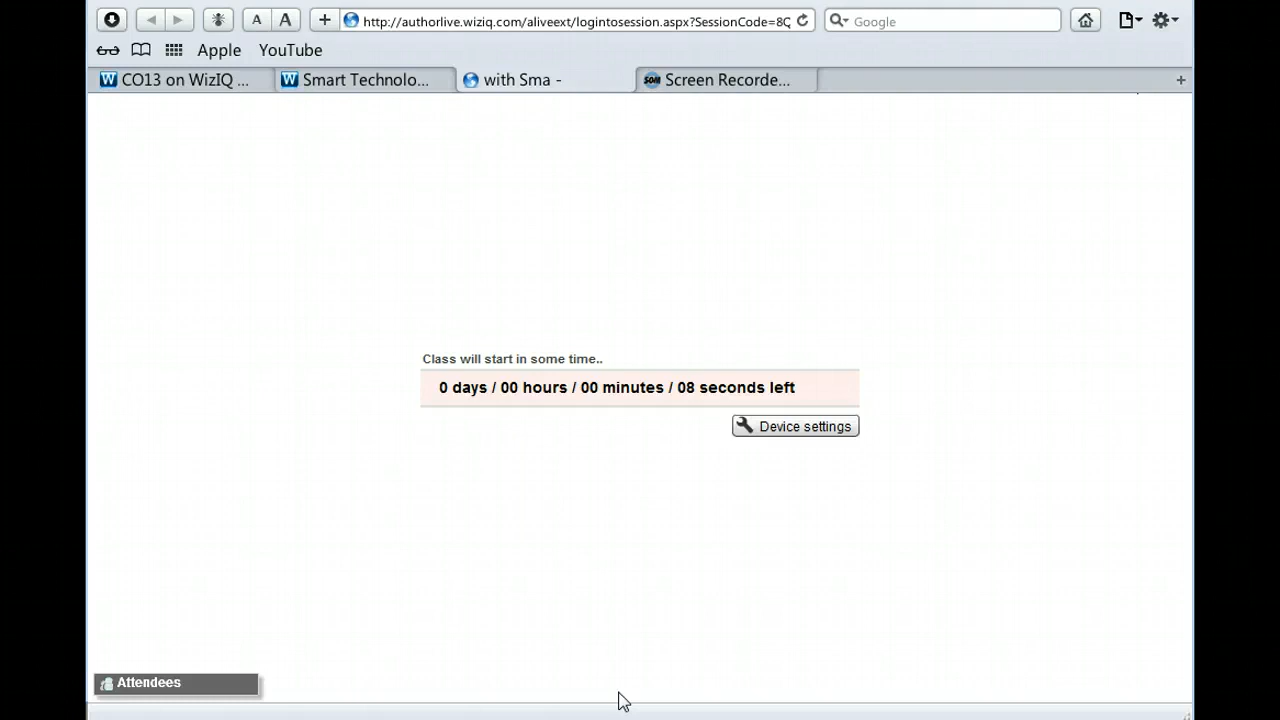 A A http://authorlive.wiziq.com/aliveext/logintosession.aspx?SessionCode=8Q Google
Apple YouTube
CO13 on WizIQ ... Smart Technolo... with Sma - Screen Recorde...
Class will start in some time..
0 days / 00 hours / 00 minutes / 08 seconds left
Device settings
Attendees